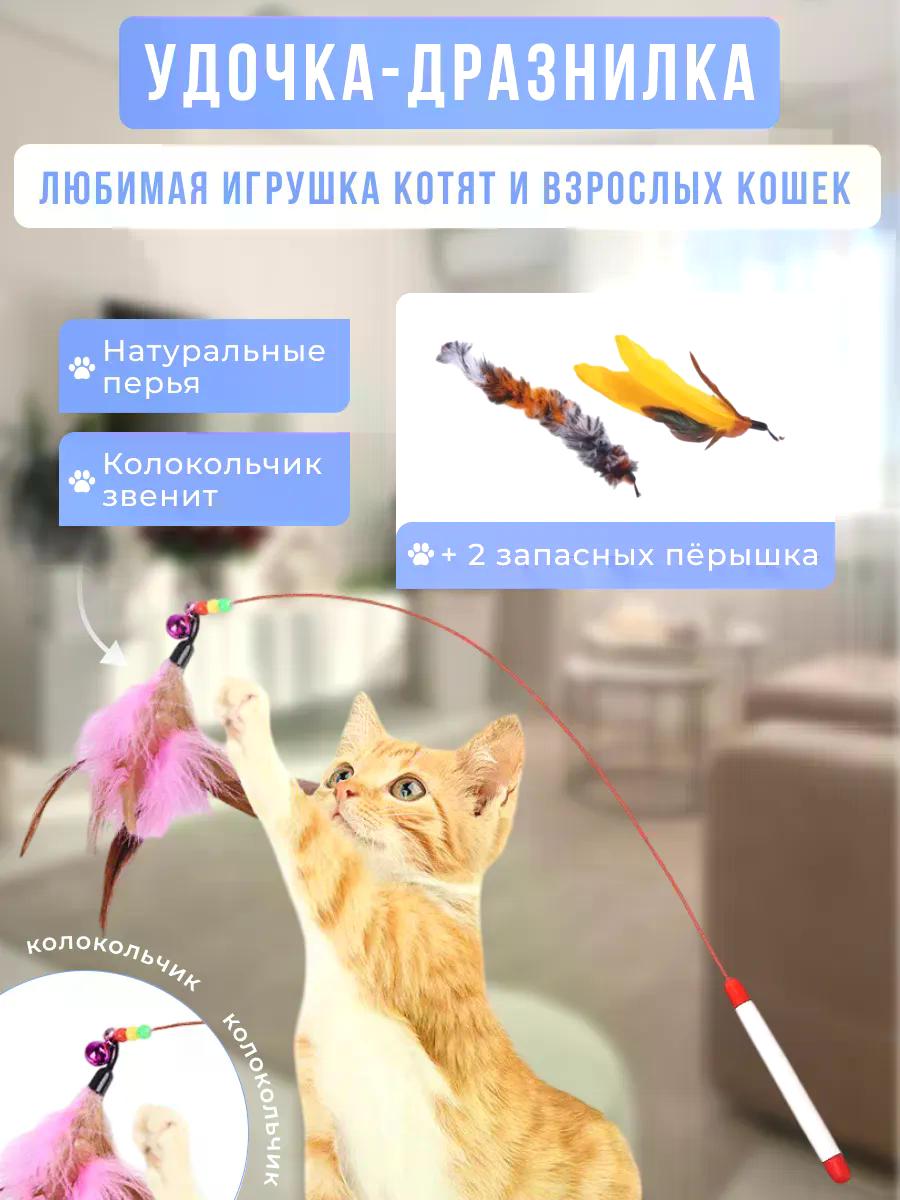 УДОЧКА-ДРАЗНИЛКА
ЛЮБИМАЯ ИГРУШКА КОТЯТ И ВЗРОСЛЫХ КОШЕК
Натуральные
перья
Колокольчик
звенит
+ 2 запасных пёрышка
колокольчик
колокольчик